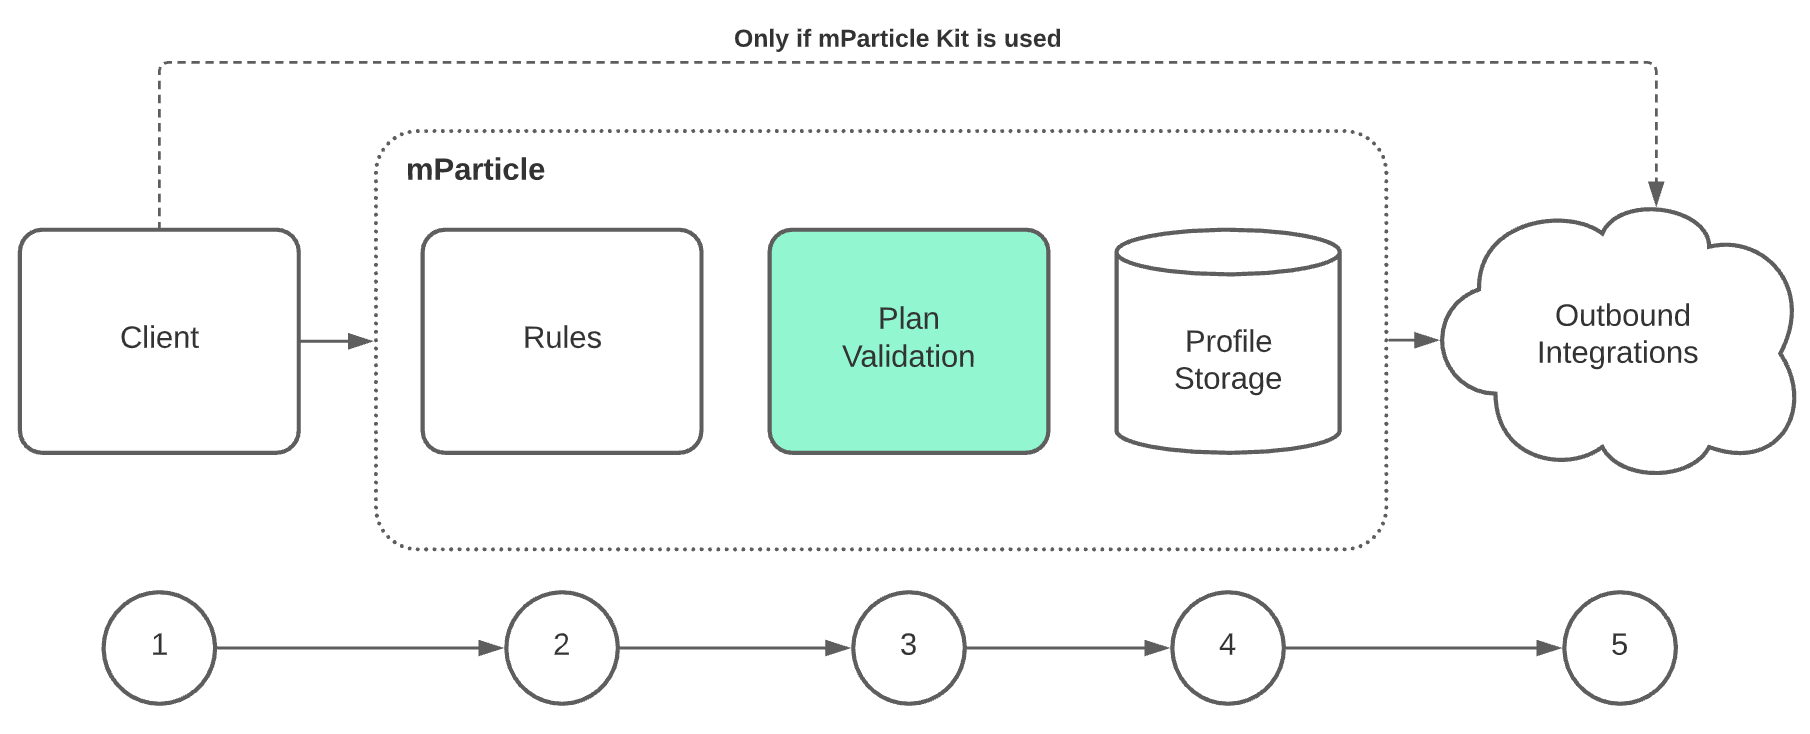 Only if mParticle Kit is used
mParticle
Client
Rules
Plan
Validation
Profile
Storage
Outbound
Integrations
1
2
3
4
5